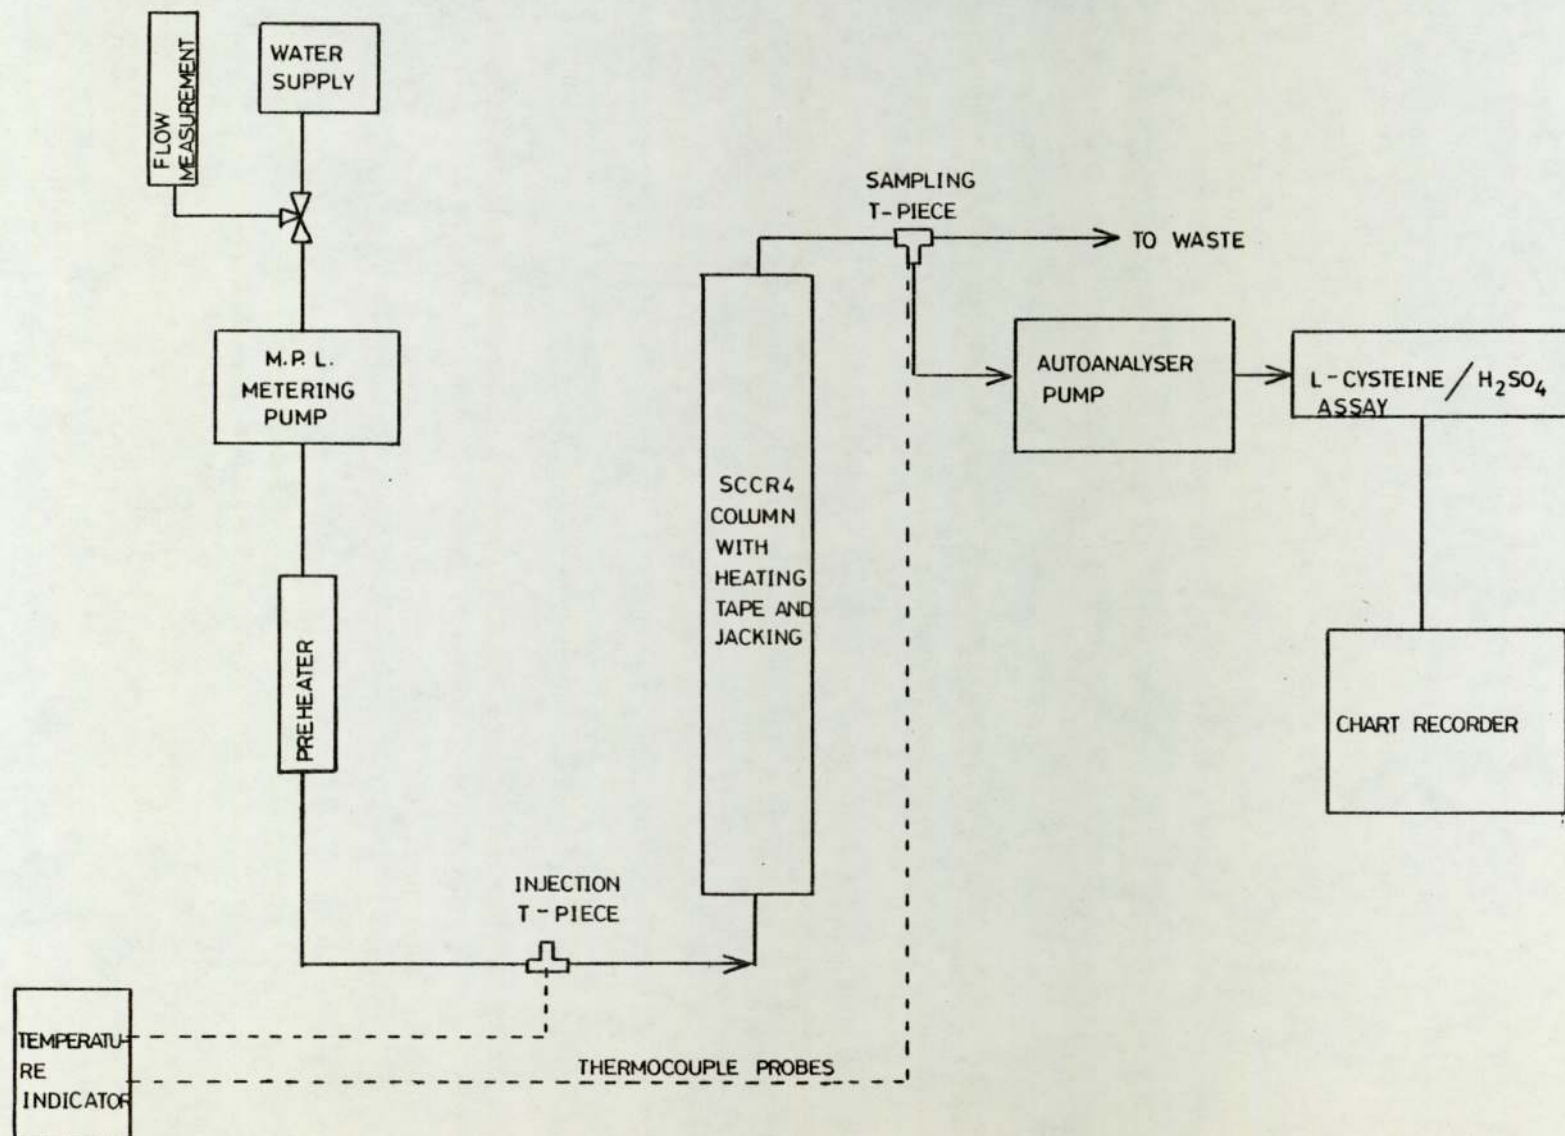 FLOW
MEASUREMENT
WATER
SUPPLY
M.P.L.
METERING
PUMP
PREHEATER
INJECTION
T-PIECE
SCCR4
COLUMN
WITH
HEATING
TAPE AND
JACKING
SAMPLING
T-PIECE
TO WASTE
AUTOANALYSER
PUMP
L-CYSTEINE / H₂SO₄
ASSAY
CHART RECORDER
TEMPERATU-
RE
INDICATOR
THERMOCOUPLE PROBES